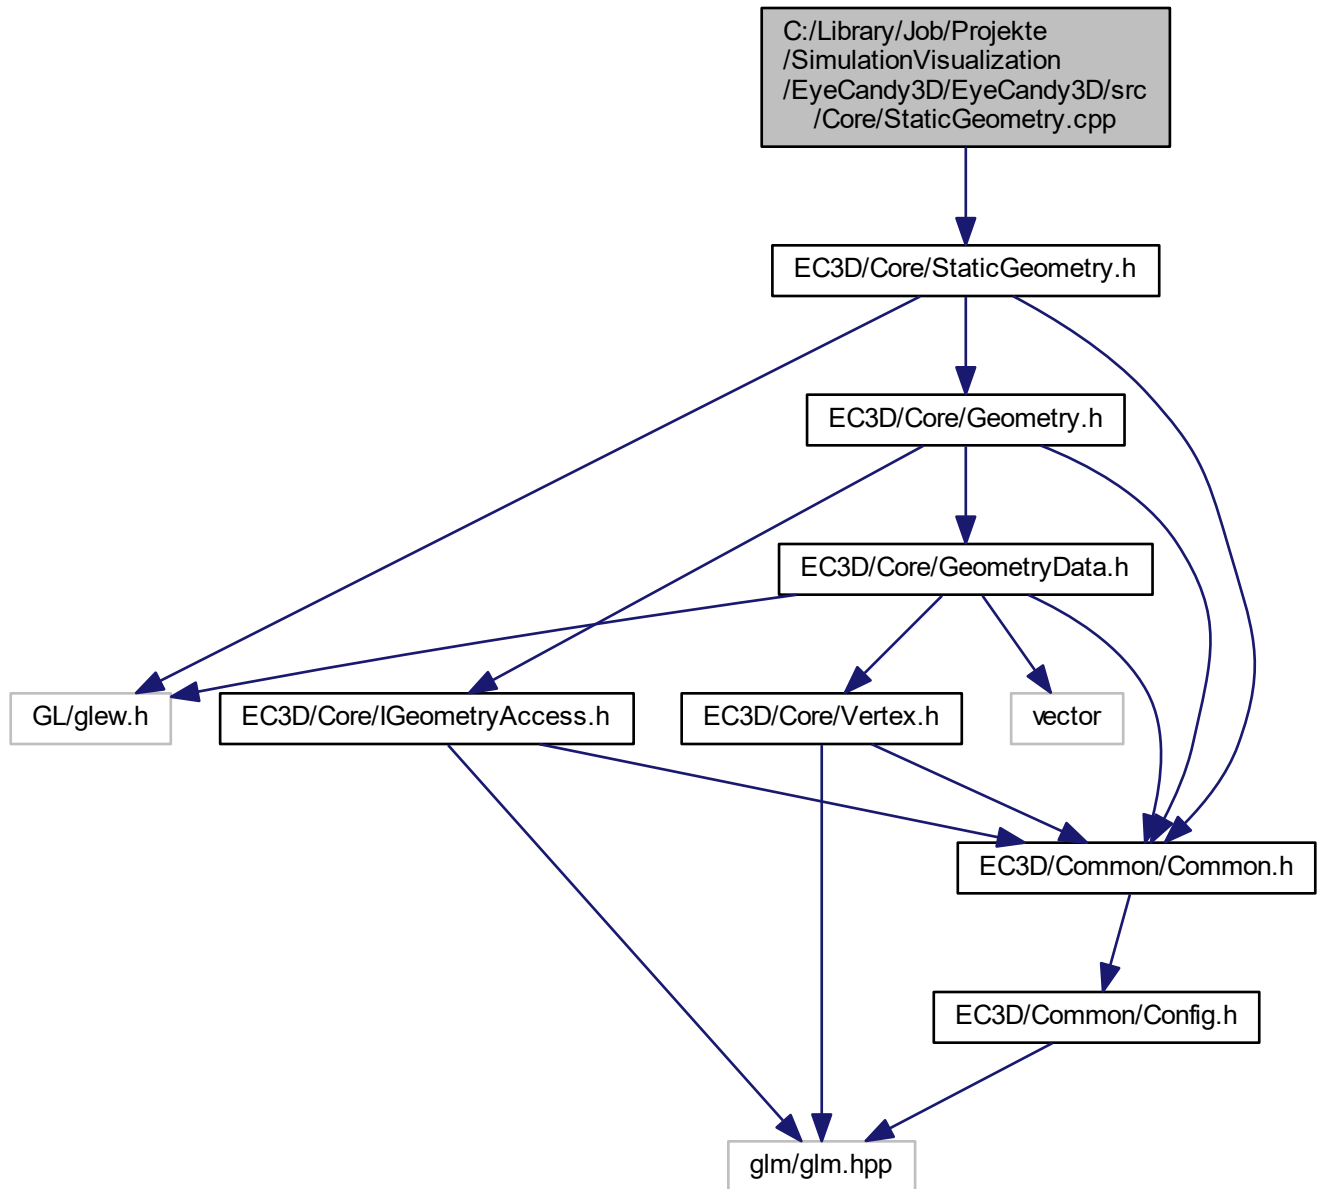 C:/Library/Job/Projekte
/SimulationVisualization
/EyeCandy3D/EyeCandy3D/src
/Core/StaticGeometry.cpp
EC3D/Core/StaticGeometry.h
EC3D/Core/Geometry.h
EC3D/Core/GeometryData.h
GL/glew.h
EC3D/Core/IGeometryAccess.h
EC3D/Core/Vertex.h
vector
EC3D/Common/Common.h
EC3D/Common/Config.h
glm/glm.hpp